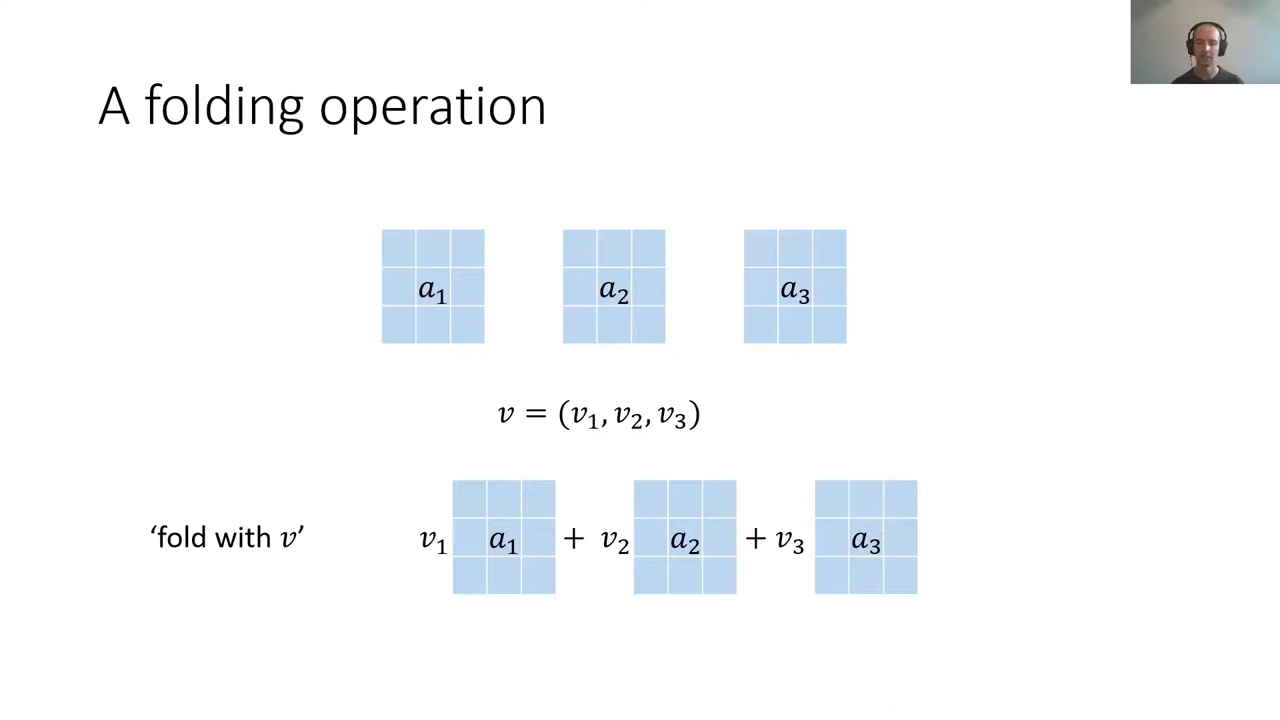 A folding operation
a₁ a₂ a₃
v = (v₁, v₂, v₃)
‘fold with v’ v₁ a₁ + v₂ a₂ + v₃ a₃